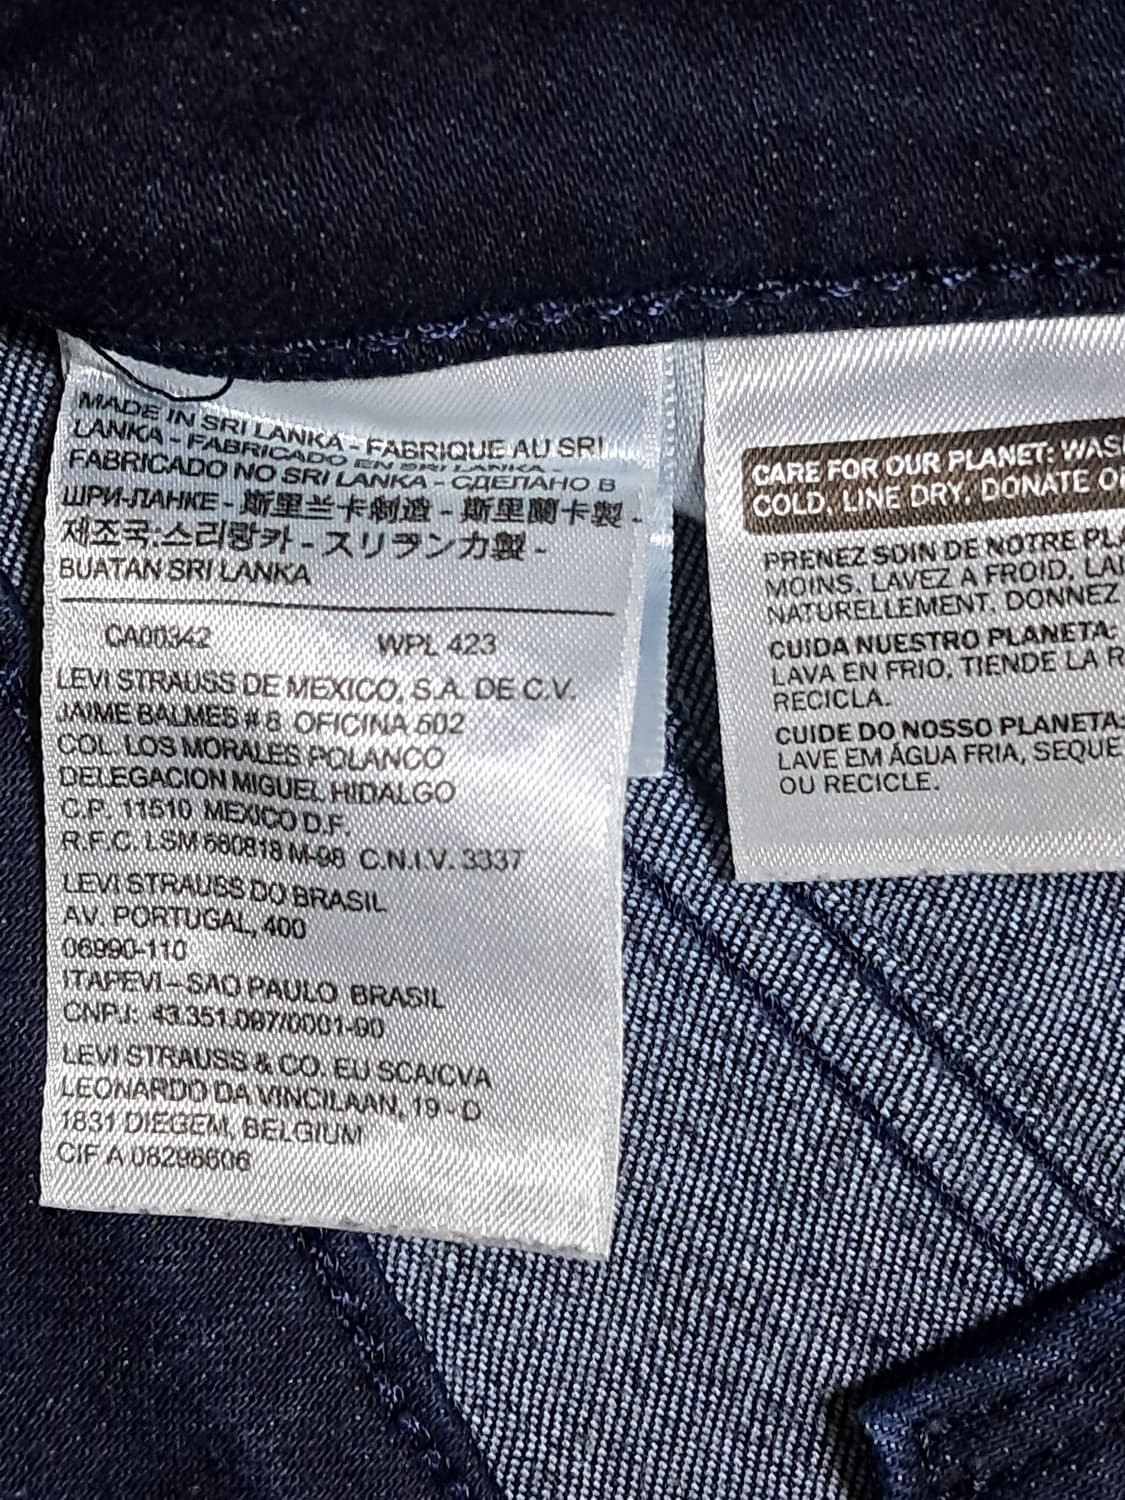 MADE IN SRI LANKA - FABRIQUE AU SRI
LANKA - FABRICADO EN SRI LANKA -
FABRICADO NO SRI LANKA - СДЕЛАНО В
ШРИ-ЛАНКЕ - 斯里兰卡制造 - 斯里蘭卡製 -
제조국:스리랑카 - スリランカ製 -
BUATAN SRI LANKA
CA00342 WPL 423
LEVI STRAUSS DE MEXICO, S.A. DE C.V.
JAIME BALMES # 8 OFICINA 602
COL. LOS MORALES POLANCO
DELEGACION MIGUEL HIDALGO
C.P. 11510 MEXICO D.F.
R.F.C. LSM 660818 M-98 C.N.I.V. 3337
LEVI STRAUSS DO BRASIL
AV. PORTUGAL, 400
06990-110
ITAPEVI – SAO PAULO BRASIL
CNPJ: 43.351.097/0001-90
LEVI STRAUSS & CO. EU SCA/CVA
LEONARDO DA VINCILAAN, 19 - D
1831 DIEGEM, BELGIUM
CIF A 08298606
CARE FOR OUR PLANET: WAS
COLD, LINE DRY, DONATE O
PRENEZ SOIN DE NOTRE PL
MOINS, LAVEZ A FROID, LA
NATURELLEMENT. DONNEZ
CUIDA NUESTRO PLANETA:
LAVA EN FRIO, TIENDE LA R
RECICLA.
CUIDE DO NOSSO PLANETA:
LAVE EM ÁGUA FRIA, SEQUE
OU RECICLE.